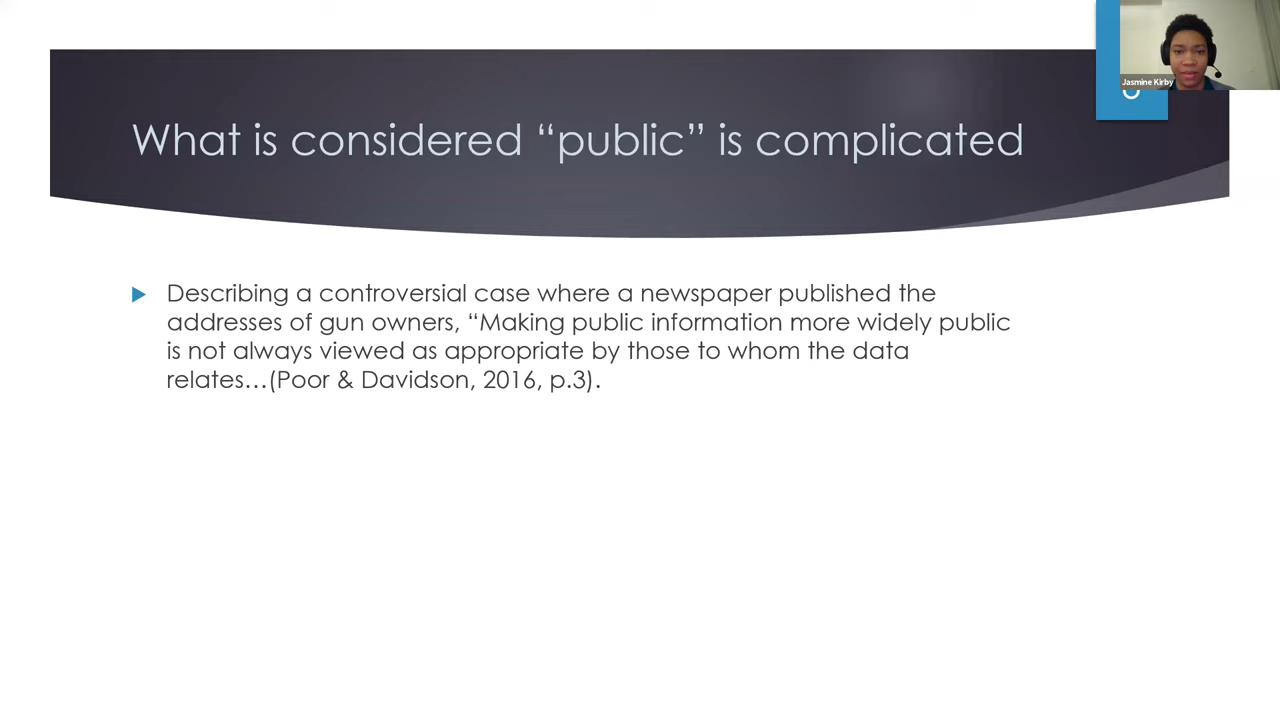 What is considered “public” is complicated
Jasmine Kirby
Describing a controversial case where a newspaper published the
addresses of gun owners, “Making public information more widely public
is not always viewed as appropriate by those to whom the data
relates…(Poor & Davidson, 2016, p.3).